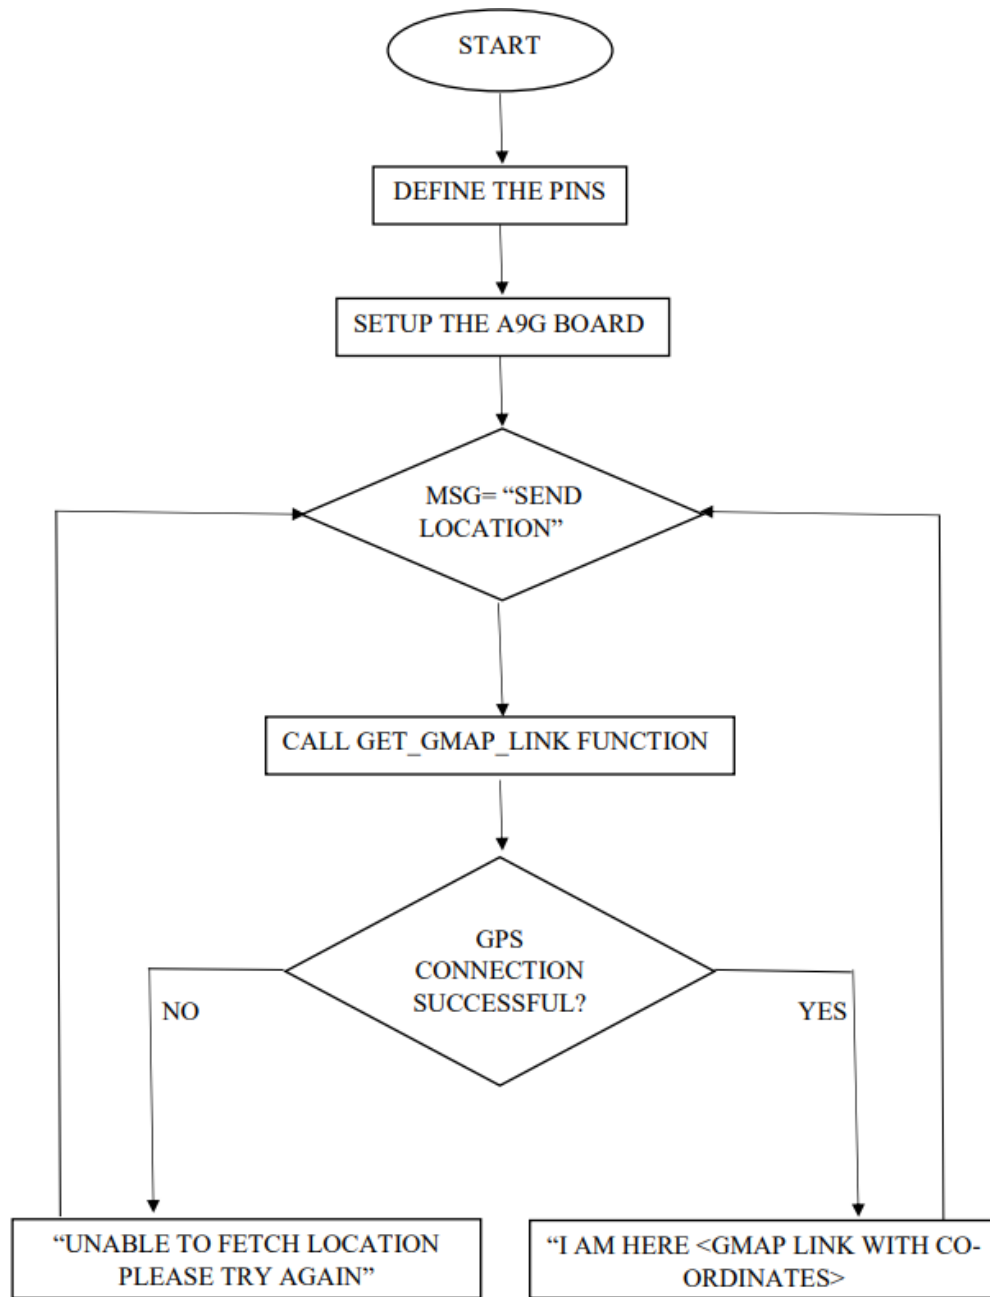 START
DEFINE THE PINS
SETUP THE A9G BOARD
MSG= “SEND
LOCATION”
CALL GET_GMAP_LINK FUNCTION
GPS
CONNECTION
SUCCESSFUL?
NO
YES
“UNABLE TO FETCH LOCATION
PLEASE TRY AGAIN”
“I AM HERE <GMAP LINK WITH CO-
ORDINATES>